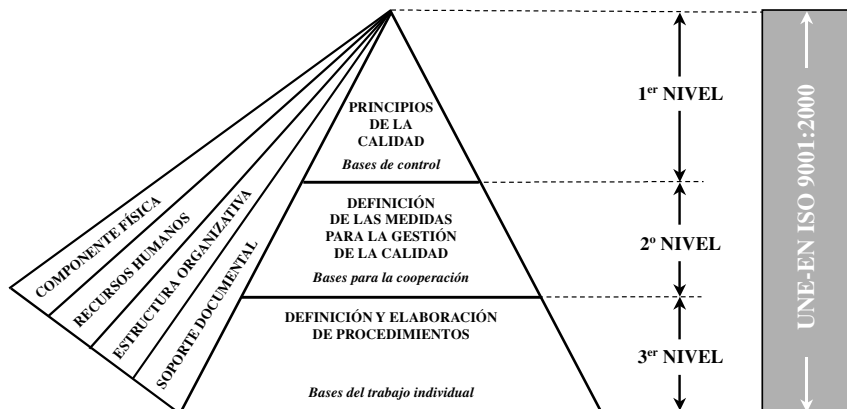 PRINCIPIOS
DE LA
CALIDAD
Bases de control
1er NIVEL
DEFINICIÓN
DE LAS MEDIDAS
PARA LA GESTIÓN
DE LA CALIDAD
Bases para la cooperación
2º NIVEL
DEFINICIÓN Y ELABORACIÓN
DE PROCEDIMIENTOS
Bases del trabajo individual
3er NIVEL
COMPONENTE FÍSICA
RECURSOS HUMANOS
ESTRUCTURA ORGANIZATIVA
SOPORTE DOCUMENTAL
UNE-EN ISO 9001:2000